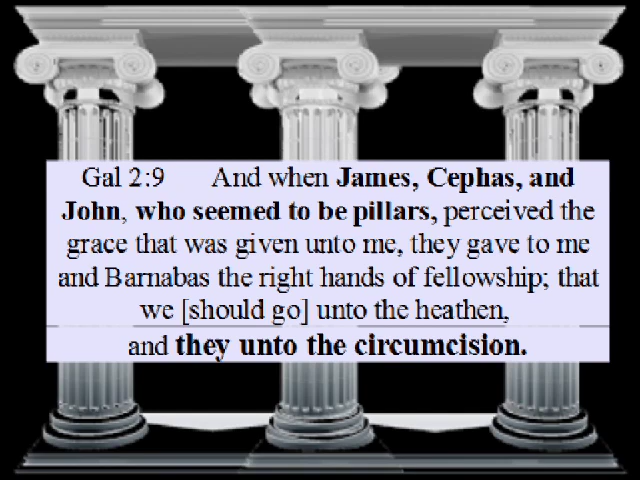 Gal 2:9 And when James, Cephas, and
John, who seemed to be pillars, perceived the
grace that was given unto me, they gave to me
and Barnabas the right hands of fellowship; that
we [should go] unto the heathen,
and they unto the circumcision.